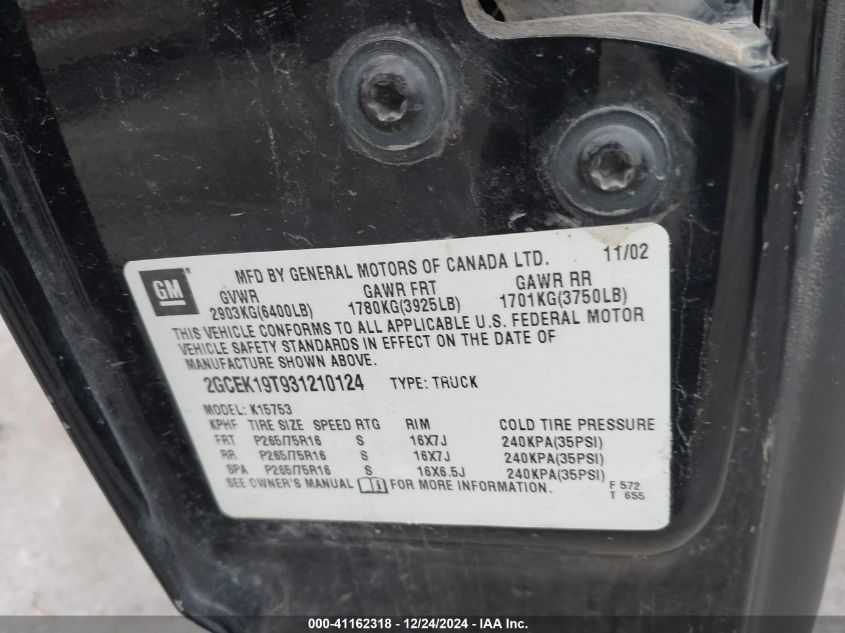 GM
MFD BY GENERAL MOTORS OF CANADA LTD. 11/02
GVWR GAWR FRT GAWR RR
2903KG(6400LB) 1780KG(3925LB) 1701KG(3750LB)
THIS VEHICLE CONFORMS TO ALL APPLICABLE U.S. FEDERAL MOTOR
VEHICLE SAFETY STANDARDS IN EFFECT ON THE DATE OF
MANUFACTURE SHOWN ABOVE.
2GCEK19T931210124 TYPE: TRUCK
MODEL: K15753
KPHF TIRE SIZE SPEED RTG RIM COLD TIRE PRESSURE
FRT P265/75R16 S 16X7J 240KPA(35PSI)
RR P265/75R16 S 16X7J 240KPA(35PSI)
SPA P265/75R16 S 16X6.5J 240KPA(35PSI)
SEE OWNER'S MANUAL i FOR MORE INFORMATION. F 572
T 655
000-41162318 - 12/24/2024 - IAA Inc.